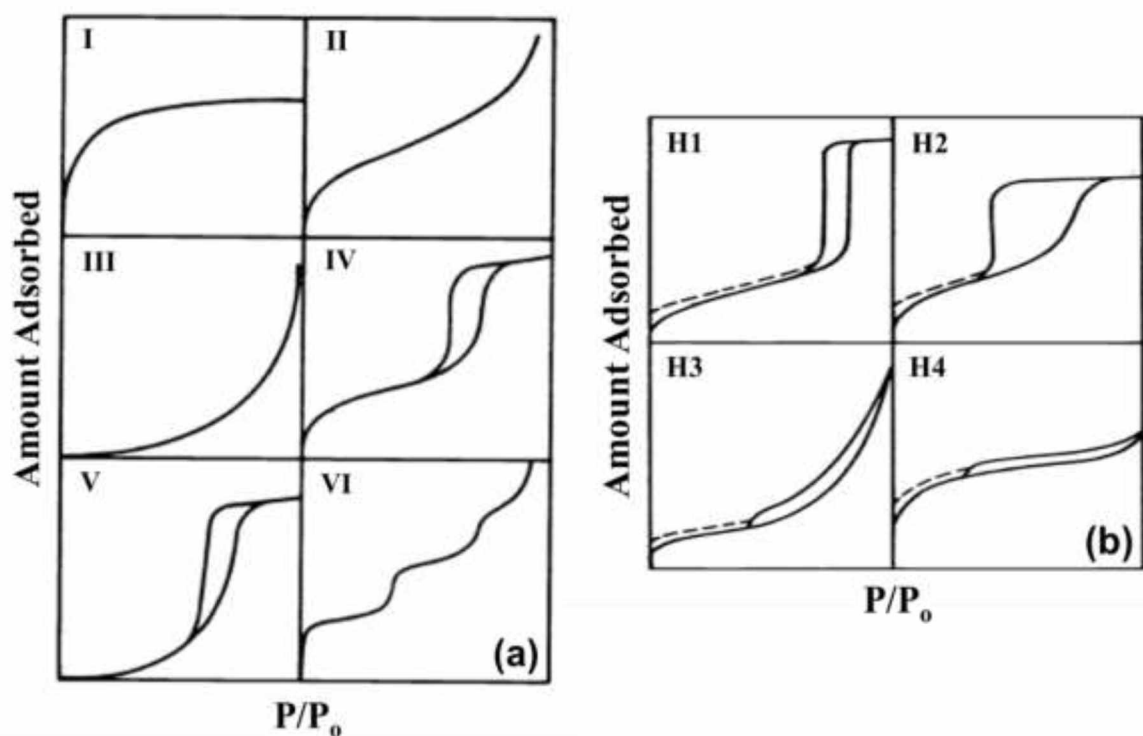 I
II
III
IV
V
VI
(a)
Amount Adsorbed
P/Po
H1
H2
H3
H4
(b)
Amount Adsorbed
P/Po